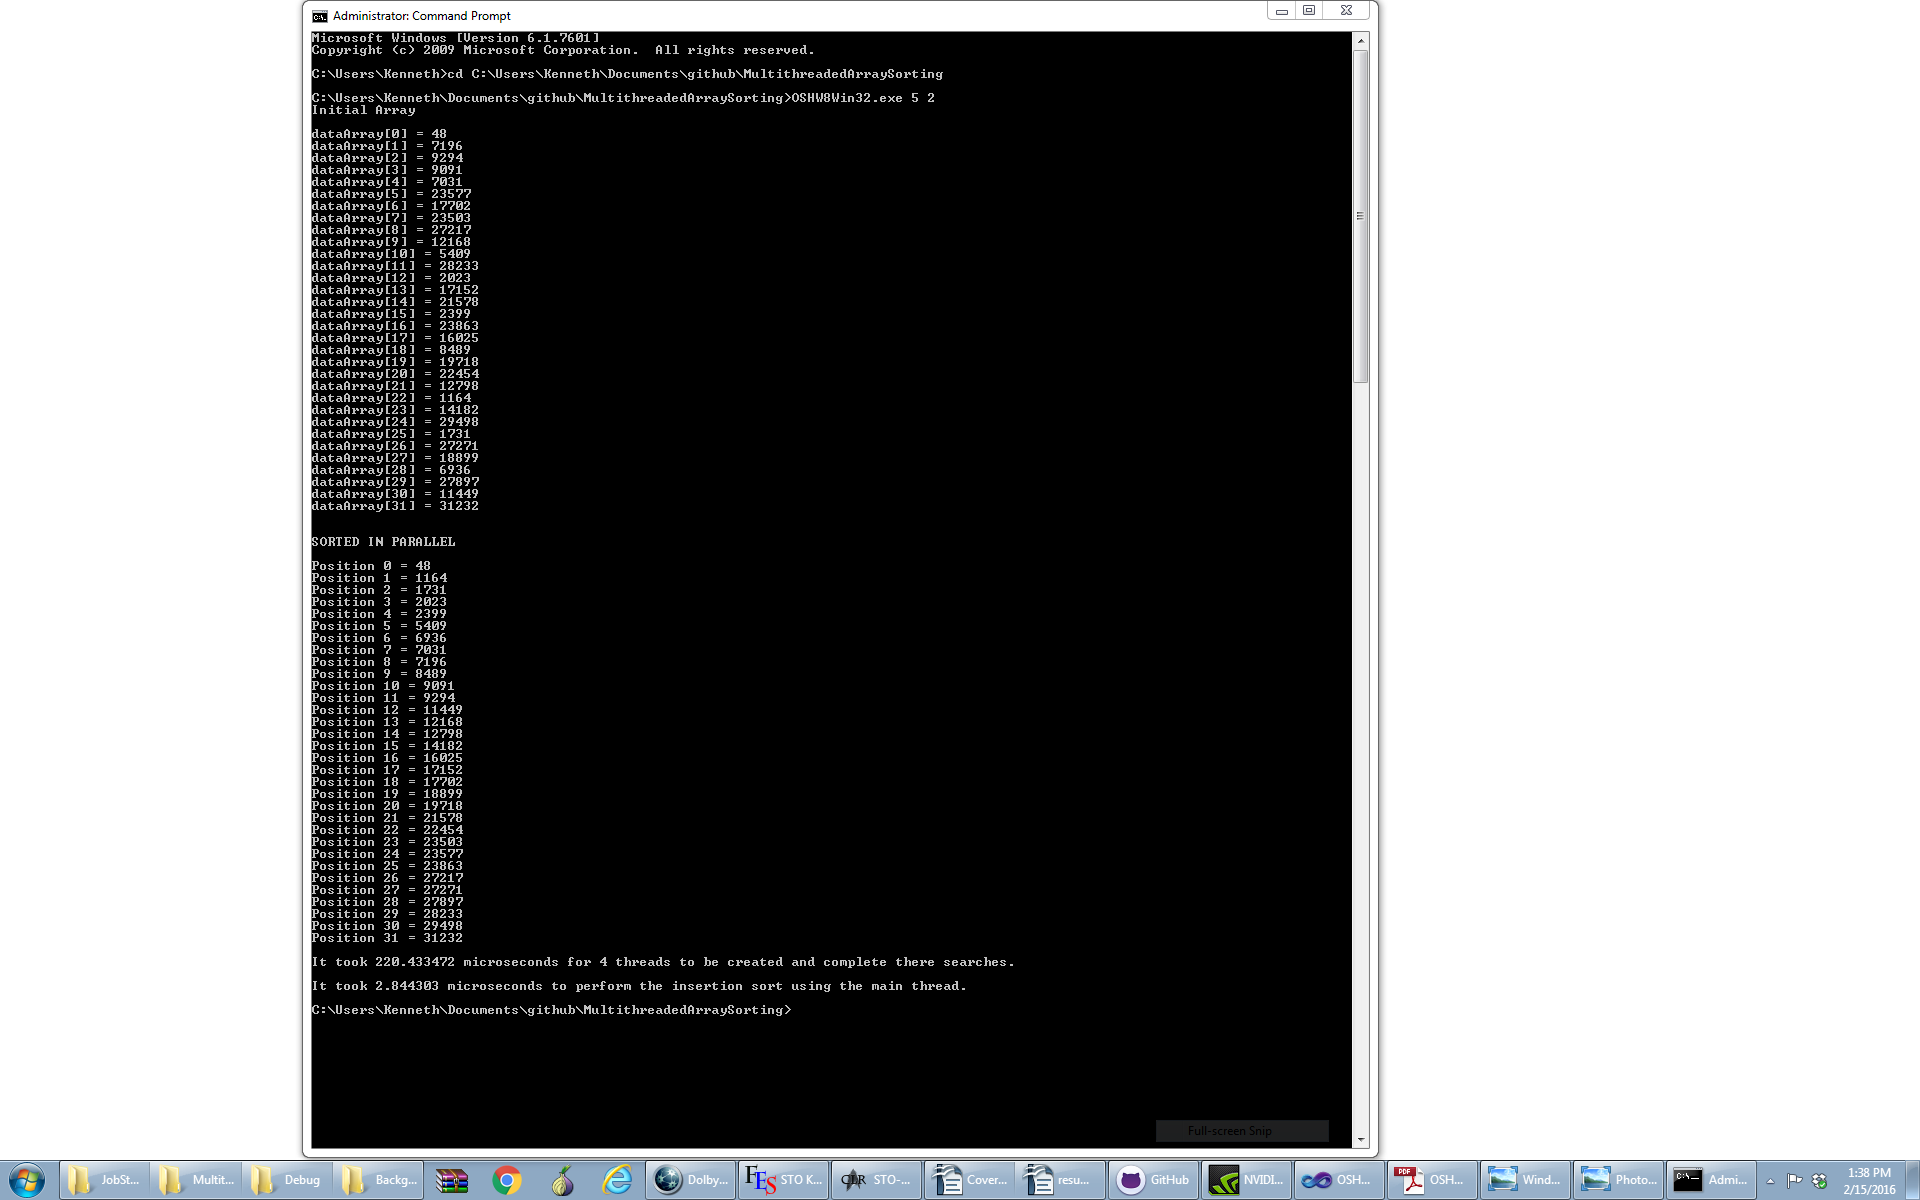 Administrator: Command Prompt
Microsoft Windows [Version 6.1.7601]
Copyright (c) 2009 Microsoft Corporation.  All rights reserved.
C:\Users\Kenneth>cd C:\Users\Kenneth\Documents\github\MultithreadedArraySorting
C:\Users\Kenneth\Documents\github\MultithreadedArraySorting>OSHW8Win32.exe 5 2
Initial Array
dataArray[0] = 48
dataArray[1] = 7196
dataArray[2] = 9294
dataArray[3] = 9091
dataArray[4] = 7031
dataArray[5] = 23577
dataArray[6] = 17702
dataArray[7] = 23503
dataArray[8] = 27217
dataArray[9] = 12168
dataArray[10] = 5409
dataArray[11] = 28233
dataArray[12] = 2023
dataArray[13] = 17152
dataArray[14] = 21578
dataArray[15] = 2399
dataArray[16] = 23863
dataArray[17] = 16025
dataArray[18] = 8489
dataArray[19] = 19718
dataArray[20] = 22454
dataArray[21] = 12798
dataArray[22] = 1164
dataArray[23] = 14182
dataArray[24] = 29498
dataArray[25] = 1731
dataArray[26] = 27271
dataArray[27] = 18899
dataArray[28] = 6936
dataArray[29] = 27897
dataArray[30] = 11449
dataArray[31] = 31232
SORTED IN PARALLEL
Position 0 = 48
Position 1 = 1164
Position 2 = 1731
Position 3 = 2023
Position 4 = 2399
Position 5 = 5409
Position 6 = 6936
Position 7 = 7031
Position 8 = 7196
Position 9 = 8489
Position 10 = 9091
Position 11 = 9294
Position 12 = 11449
Position 13 = 12168
Position 14 = 12798
Position 15 = 14182
Position 16 = 16025
Position 17 = 17152
Position 18 = 17702
Position 19 = 18899
Position 20 = 19718
Position 21 = 21578
Position 22 = 22454
Position 23 = 23503
Position 24 = 23577
Position 25 = 23863
Position 26 = 27217
Position 27 = 27271
Position 28 = 27897
Position 29 = 28233
Position 30 = 29498
Position 31 = 31232
It took 220.433472 microseconds for 4 threads to be created and complete there searches.
It took 2.844303 microseconds to perform the insertion sort using the main thread.
C:\Users\Kenneth\Documents\github\MultithreadedArraySorting>
Full-screen Snip
JobSt... Multit... Debug Backg... Dolby... FES STO K... STO-... Cover... resu... GitHub NVIDI... OSH... PDF OSH... Wind... Photo... C:\._ Admi... 1:38 PM
2/15/2016